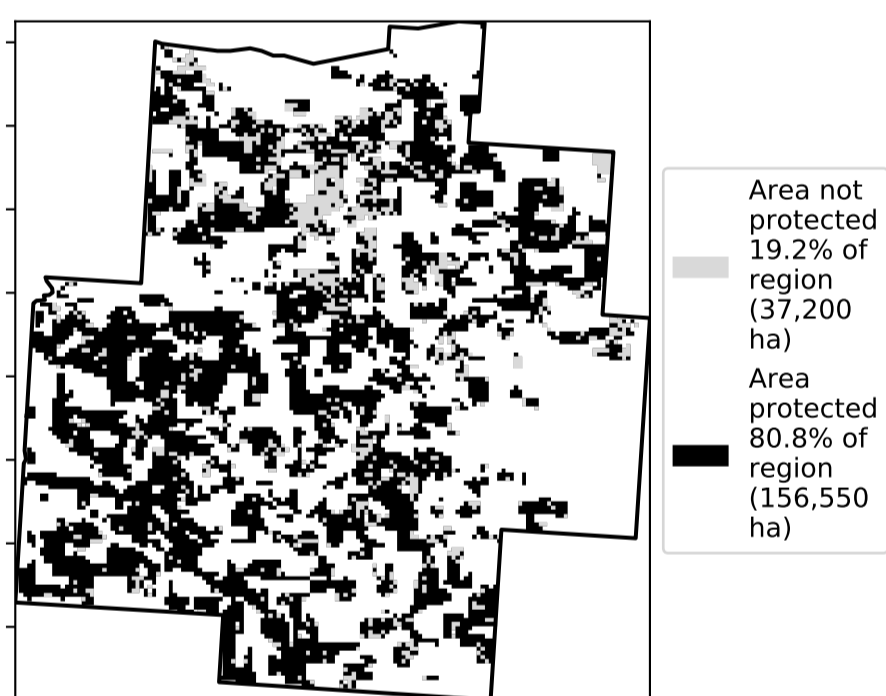 Area not
protected
19.2% of
region
(37,200
ha)
Area
protected
80.8% of
region
(156,550
ha)